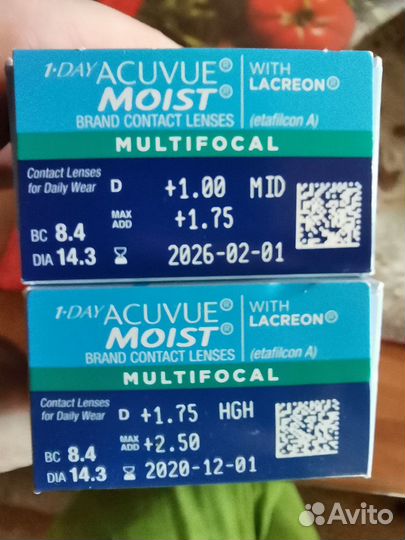 1·DAY ACUVUE® WITH
MOIST® LACREON®
BRAND CONTACT LENSES (etafilcon A)
MULTIFOCAL
Contact Lenses
for Daily Wear D +1.00 MID
MAX
ADD +1.75
BC 8.4
DIA 14.3 2026-02-01
1·DAY ACUVUE® WITH
MOIST® LACREON®
BRAND CONTACT LENSES (etafilcon A)
MULTIFOCAL
Contact Lenses
for Daily Wear D +1.75 HGH
MAX
ADD +2.50
BC 8.4
DIA 14.3 2020-12-01
Avito